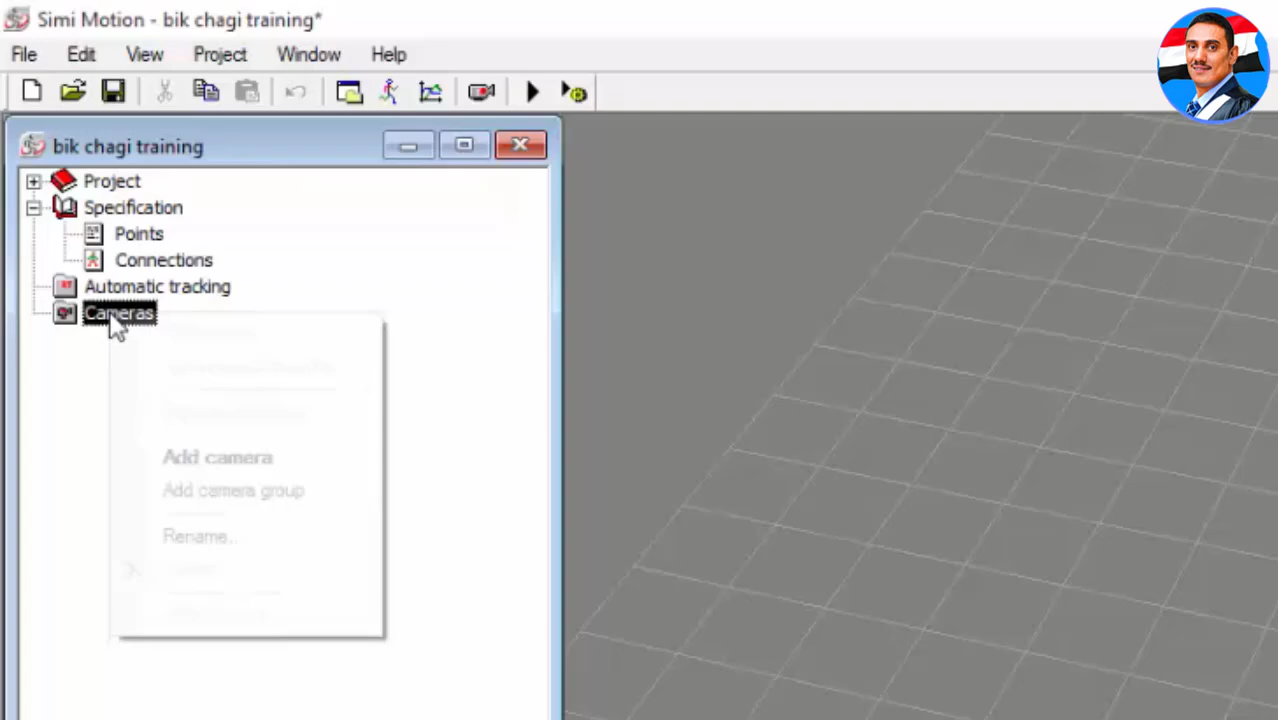 Simi Motion - bik chagi training*
File Edit View Project Window Help
bik chagi training
Project
Specification
Points
Connections
Automatic tracking
Cameras
Add camera
Add camera group
Rename...